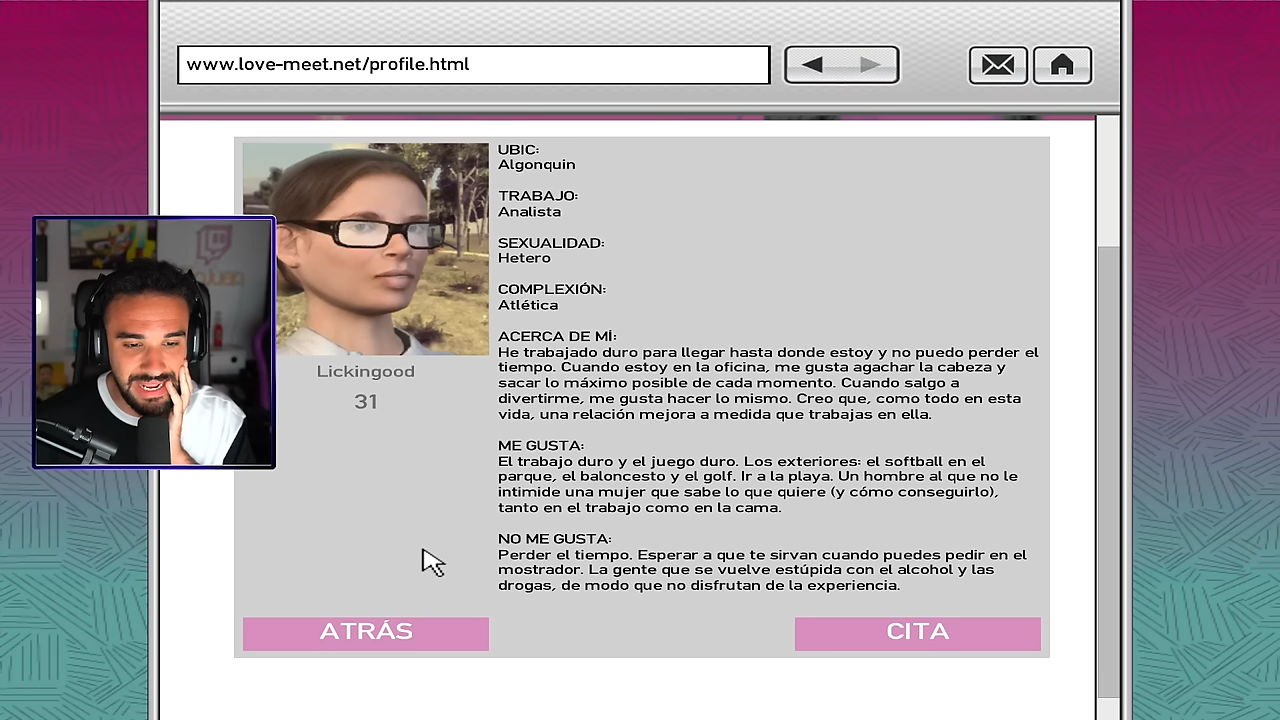 www.love-meet.net/profile.html
UBIC:
Algonquin
TRABAJO:
Analista
SEXUALIDAD:
Hetero
COMPLEXIÓN:
Atlética
ACERCA DE MÍ:
He trabajado duro para llegar hasta donde estoy y no puedo perder el
tiempo. Cuando estoy en la oficina, me gusta agachar la cabeza y
sacar lo máximo posible de cada momento. Cuando salgo a
divertirme, me gusta hacer lo mismo. Creo que, como todo en esta
vida, una relación mejora a medida que trabajas en ella.
ME GUSTA:
El trabajo duro y el juego duro. Los exteriores: el softball en el
parque, el baloncesto y el golf. Ir a la playa. Un hombre al que no le
intimide una mujer que sabe lo que quiere (y cómo conseguirlo),
tanto en el trabajo como en la cama.
NO ME GUSTA:
Perder el tiempo. Esperar a que te sirvan cuando puedes pedir en el
mostrador. La gente que se vuelve estúpida con el alcohol y las
drogas, de modo que no disfrutan de la experiencia.
Lickingood
31
ATRÁS
CITA